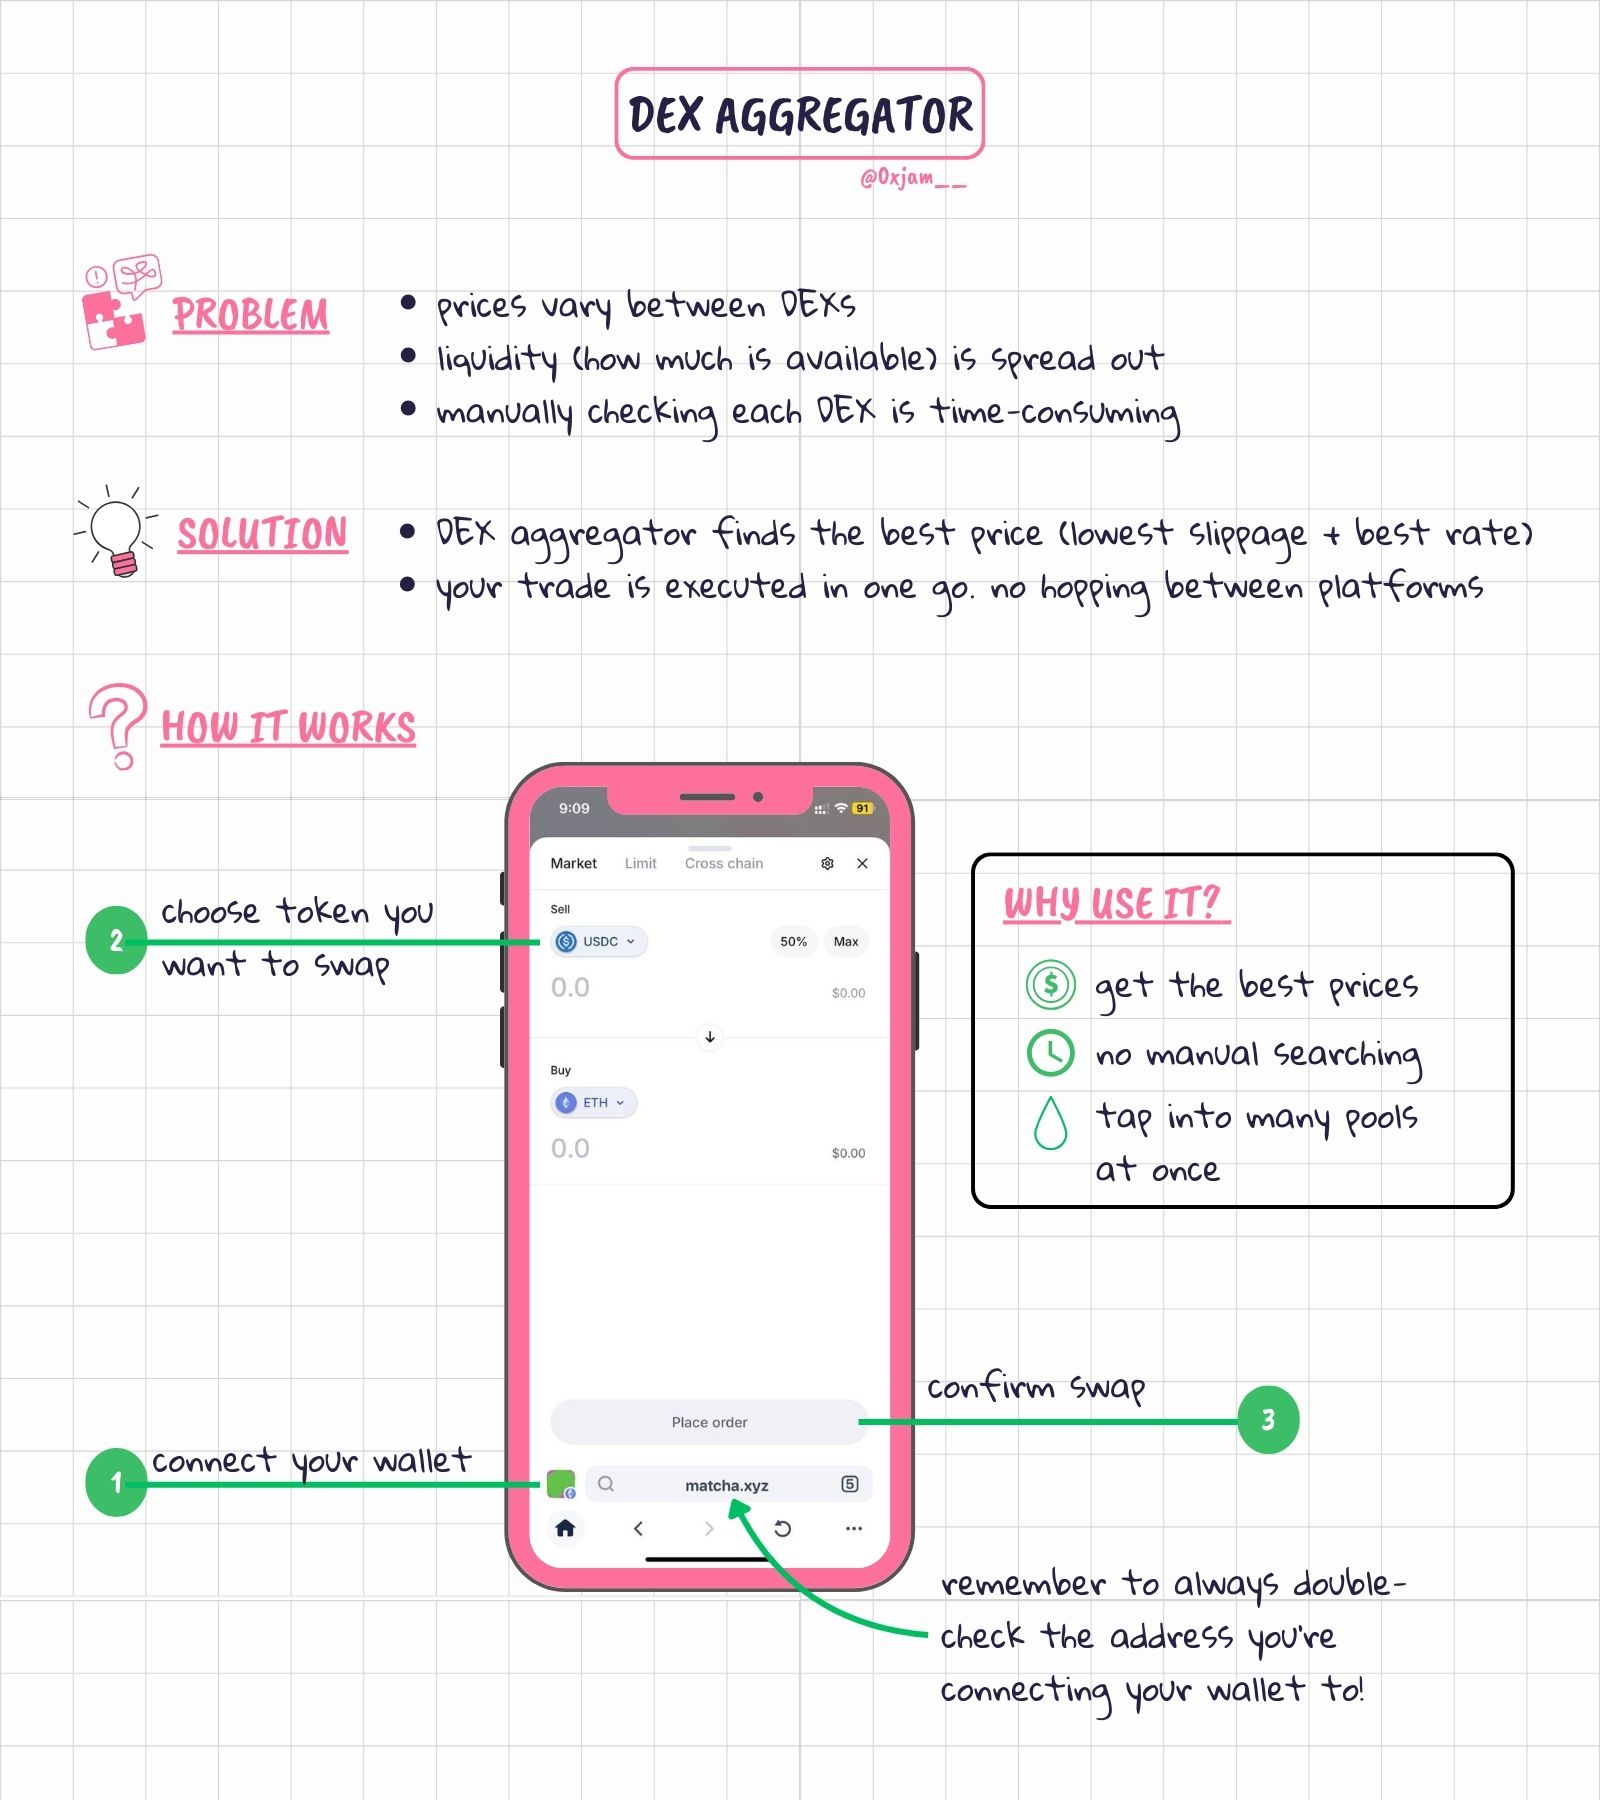 DEX AGGREGATOR
@0xjam__
PROBLEM
prices vary between DEXs
liquidity (how much is available) is spread out
manually checking each DEX is time-consuming
SOLUTION
DEX aggregator finds the best price (lowest slippage + best rate)
your trade is executed in one go. no hopping between platforms
HOW IT WORKS
9:09
91
Market Limit Cross chain
Sell
USDC 50% Max
0.0 $0.00
Buy
ETH
0.0 $0.00
Place order
matcha.xyz 5
2
choose token you
want to swap
1
connect your wallet
WHY USE IT?
$
get the best prices
no manual searching
tap into many pools
at once
confirm swap
3
remember to always double-
check the address you're
connecting your wallet to!